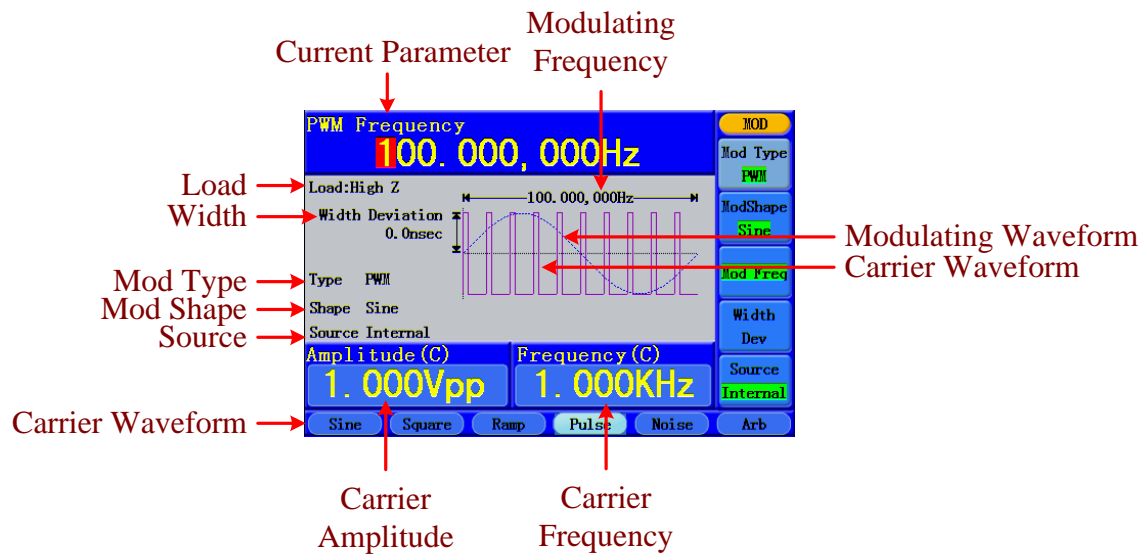 Modulating
Frequency
Current Parameter
PWM Frequency
100.000,000Hz
MOD
Mod Type
PWM
ModShape
Sine
Mod Freq
Width
Dev
Source
Internal
Load
Load:High Z
100.000,000Hz
Width
Width Deviation
0.0nsec
Modulating Waveform
Carrier Waveform
Mod Type
Type PWM
Mod Shape
Shape Sine
Source
Source Internal
Amplitude(C)
Frequency(C)
1.000Vpp
1.000KHz
Carrier Waveform
Sine
Square
Ramp
Pulse
Noise
Arb
Carrier
Amplitude
Carrier
Frequency